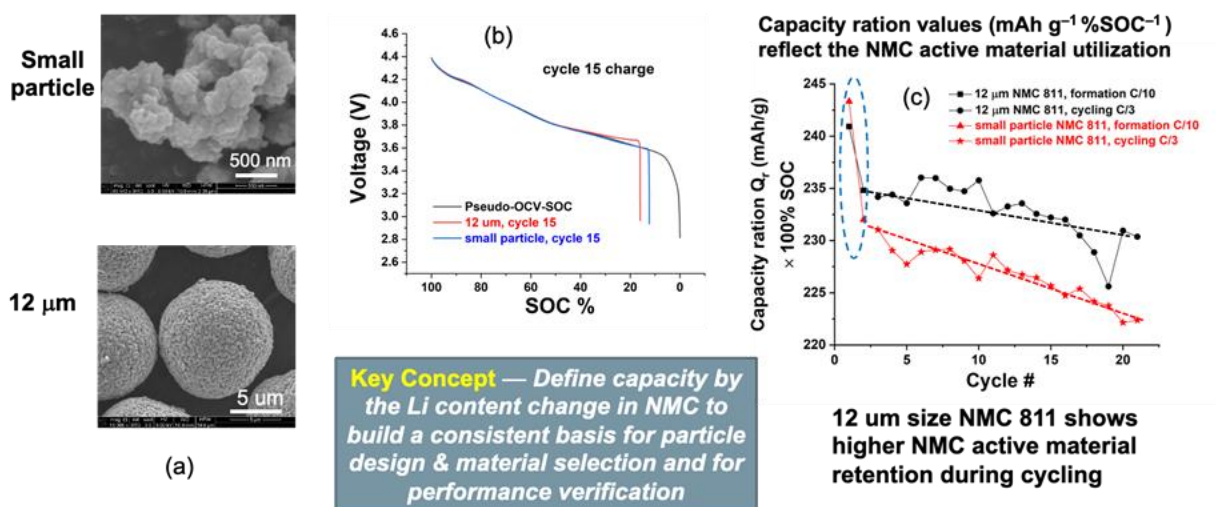 Small
particle
500 nm
12 μm
5 um
(a)
(b)
cycle 15 charge
Voltage (V)
4.6
4.4
4.2
4.0
3.8
3.6
3.4
3.2
3.0
2.8
2.6
Pseudo-OCV-SOC
12 um, cycle 15
small particle, cycle 15
100 80 60 40 20 0
SOC %
Key Concept — Define capacity by
the Li content change in NMC to
build a consistent basis for particle
design & material selection and for
performance verification
Capacity ration values (mAh g⁻¹ %SOC⁻¹)
reflect the NMC active material utilization
(c)
12 μm NMC 811, formation C/10
12 μm NMC 811, cycling C/3
small particle NMC 811, formation C/10
small particle NMC 811, cycling C/3
Capacity ration Qr (mAh/g)
× 100% SOC
245
240
235
230
225
220
0 5 10 15 20
Cycle #
12 um size NMC 811 shows
higher NMC active material
retention during cycling